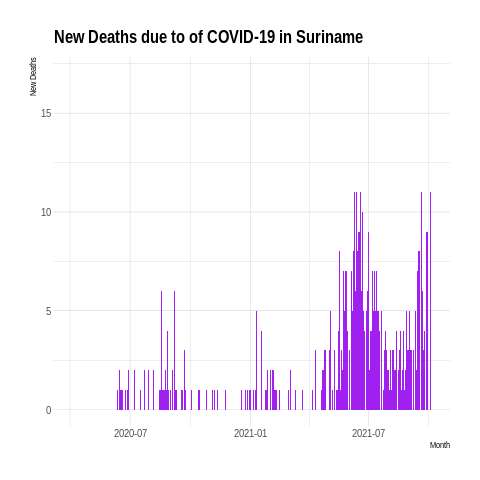 New Deaths due to of COVID-19 in Suriname
New Deaths
15
10
5
0
2020-07
2021-01
2021-07
Month